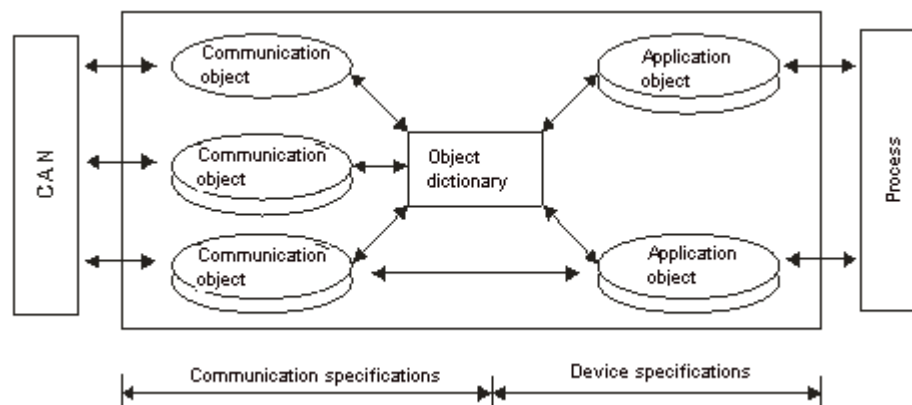 CAN
Communication
object
Communication
object
Communication
object
Object
dictionary
Application
object
Application
object
Process
Communication specifications
Device specifications